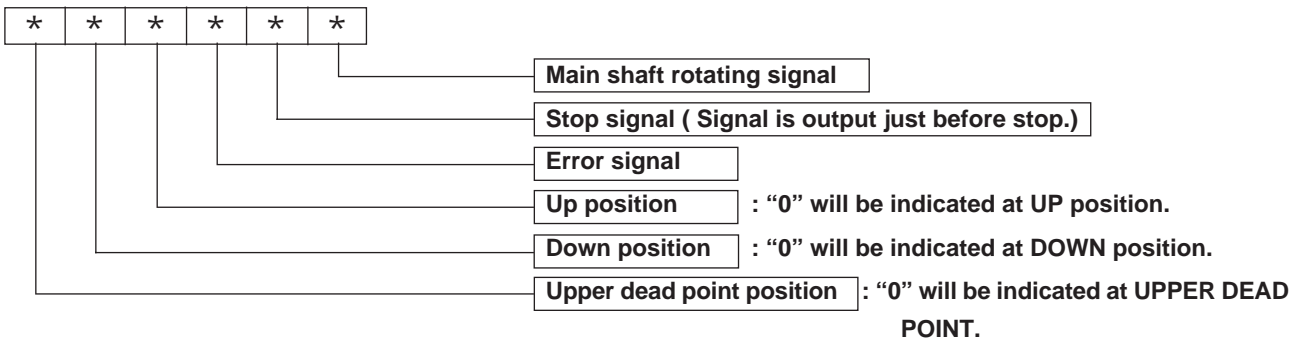 * * * * * *
Main shaft rotating signal
Stop signal ( Signal is output just before stop.)
Error signal
Up position : “0” will be indicated at UP position.
Down position : “0” will be indicated at DOWN position.
Upper dead point position : “0” will be indicated at UPPER DEAD
POINT.